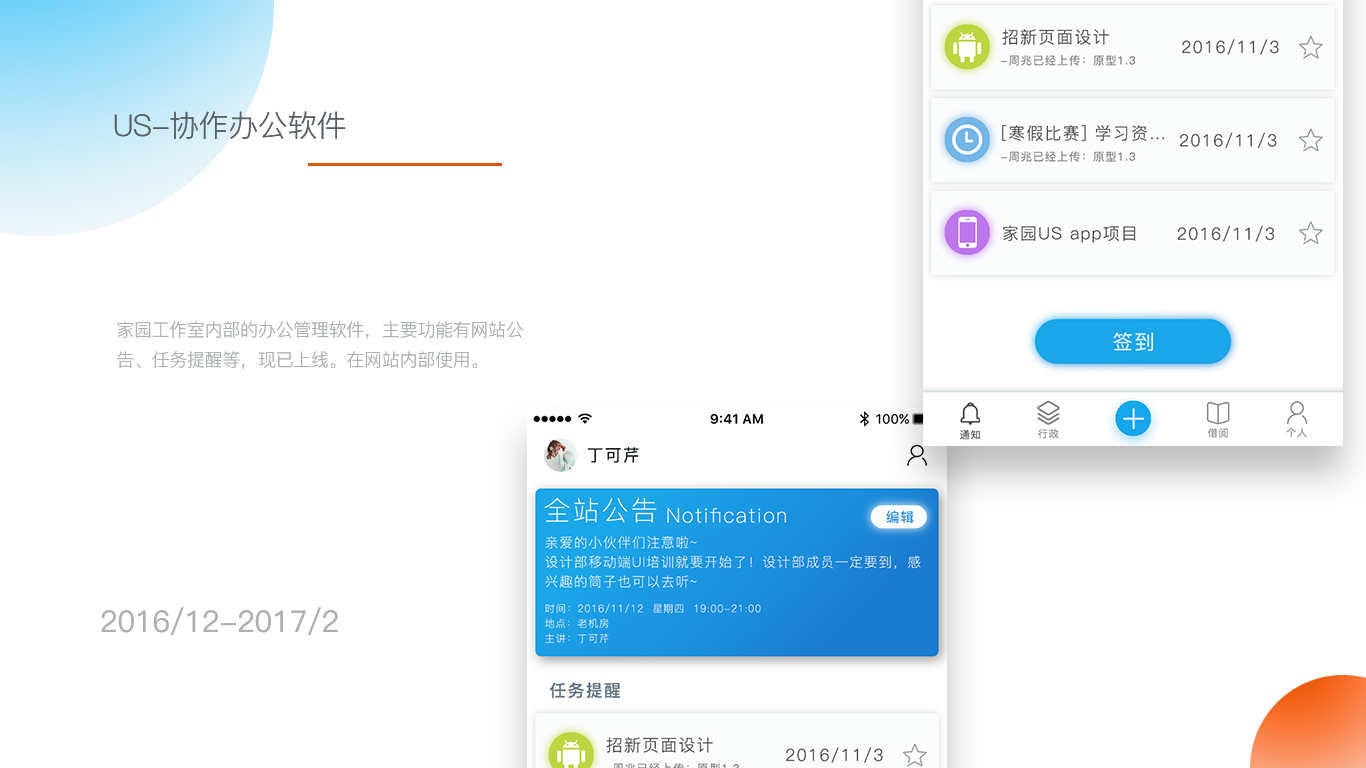 US-协作办公软件
家园工作室内部的办公管理软件，主要功能有网站公
告、任务提醒等，现已上线。在网站内部使用。
2016/12-2017/2
招新页面设计
-周兆已经上传：原型1.3
2016/11/3
[寒假比赛] 学习资...
-周兆已经上传：原型1.3
2016/11/3
家园US app项目
2016/11/3
签到
通知
行政
借阅
个人
9:41 AM
100%
丁可芹
全站公告 Notification
编辑
亲爱的小伙伴们注意啦~
设计部移动端UI培训就要开始了！设计部成员一定要到，感
兴趣的筒子也可以去听~
时间：2016/11/12 星期四 19:00-21:00
地点：老机房
主讲：丁可芹
任务提醒
招新页面设计
2016/11/3
-周兆已经上传：原型1.3